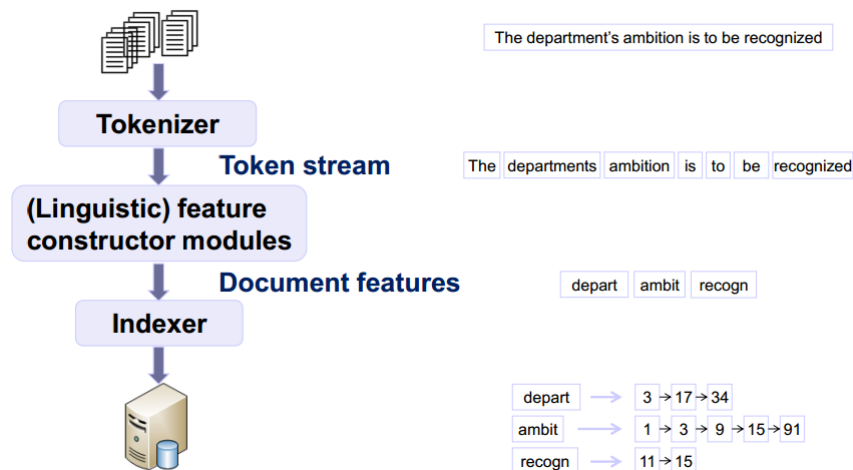 The department's ambition is to be recognized
Tokenizer
Token stream
The departments ambition is to be recognized
(Linguistic) feature
constructor modules
Document features
depart ambit recogn
Indexer
depart → 3 → 17 → 34
ambit → 1 → 3 → 9 → 15 → 91
recogn → 11 → 15